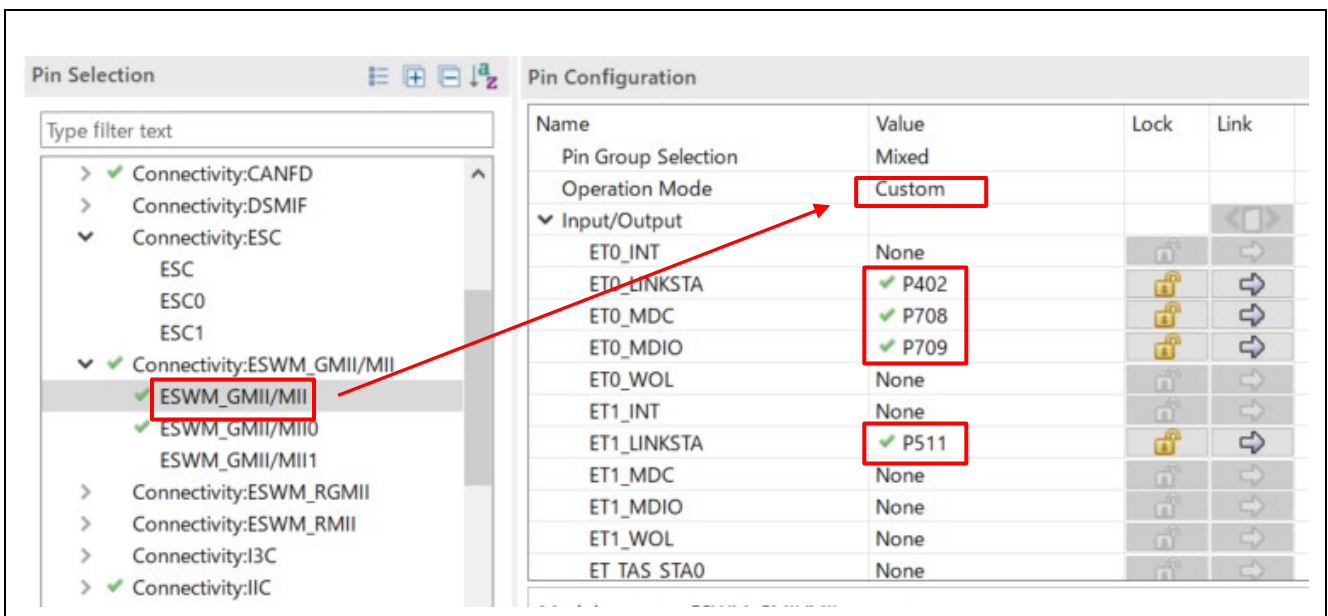 Pin Selection
Type filter text
Connectivity:CANFD
Connectivity:DSMIF
Connectivity:ESC
ESC
ESC0
ESC1
Connectivity:ESWM_GMII/MII
ESWM_GMII/MII
ESWM_GMII/MII0
ESWM_GMII/MII1
Connectivity:ESWM_RGMII
Connectivity:ESWM_RMII
Connectivity:I3C
Connectivity:IIC
Pin Configuration
Name Value Lock Link
Pin Group Selection Mixed
Operation Mode Custom
Input/Output
ET0_INT None
ET0_LINKSTA P402
ET0_MDC P708
ET0_MDIO P709
ET0_WOL None
ET1_INT None
ET1_LINKSTA P511
ET1_MDC None
ET1_MDIO None
ET1_WOL None
ET_TAS_STA0 None